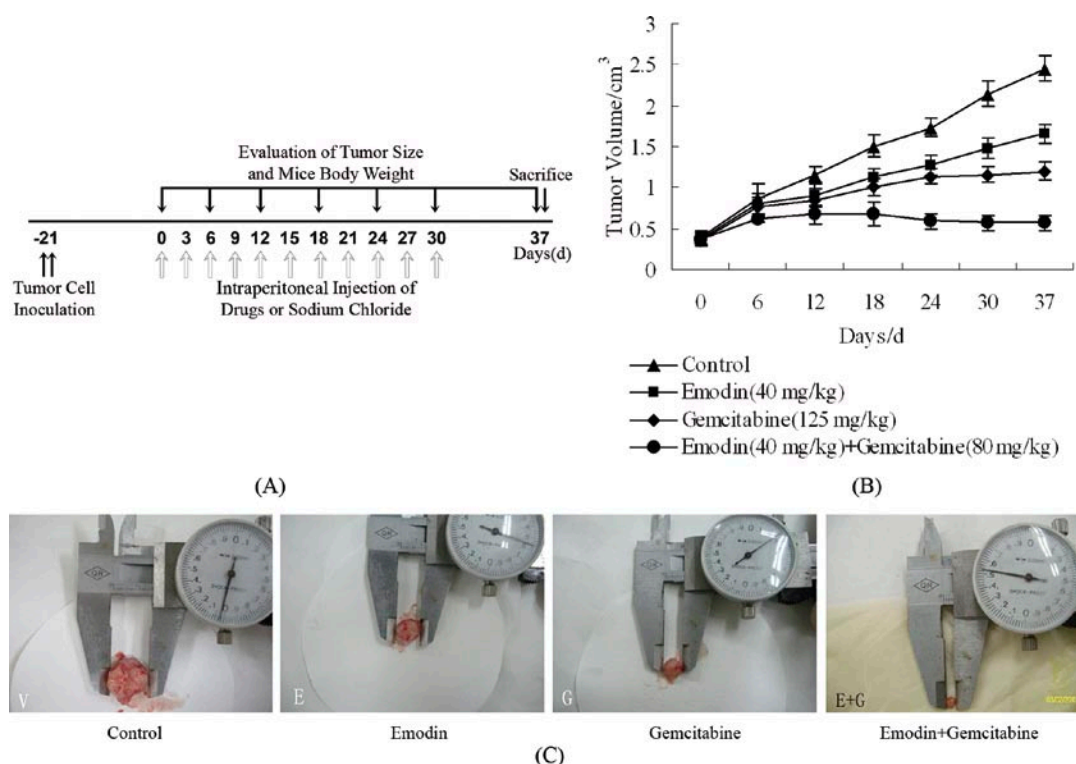 Evaluation of Tumor Size
and Mice Body Weight
Sacrifice
-21 0 3 6 9 12 15 18 21 24 27 30 37
Days(d)
Tumor Cell
Inoculation
Intraperitoneal Injection of
Drugs or Sodium Chloride
(A)
Tumor Volume/cm³
3
2.5
2
1.5
1
0.5
0
0 6 12 18 24 30 37
Days/d
Control
Emodin(40 mg/kg)
Gemcitabine(125 mg/kg)
Emodin(40 mg/kg)+Gemcitabine(80 mg/kg)
(B)
V
E
G
E+G
Control
Emodin
Gemcitabine
Emodin+Gemcitabine
(C)